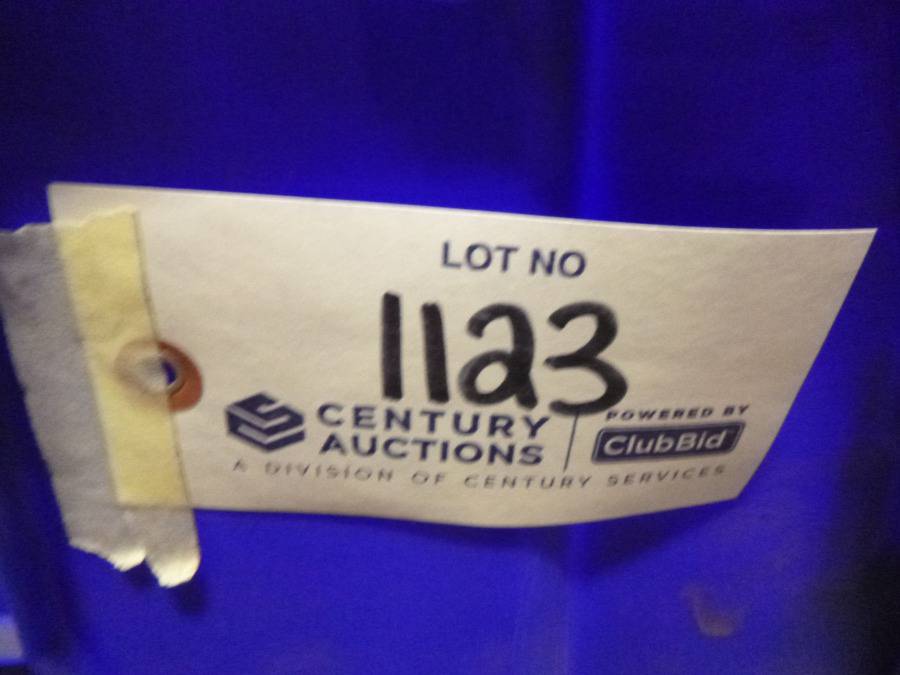 LOT NO
1123
CENTURY AUCTIONS
POWERED BY
ClubBid
A DIVISION OF CENTURY SERVICES